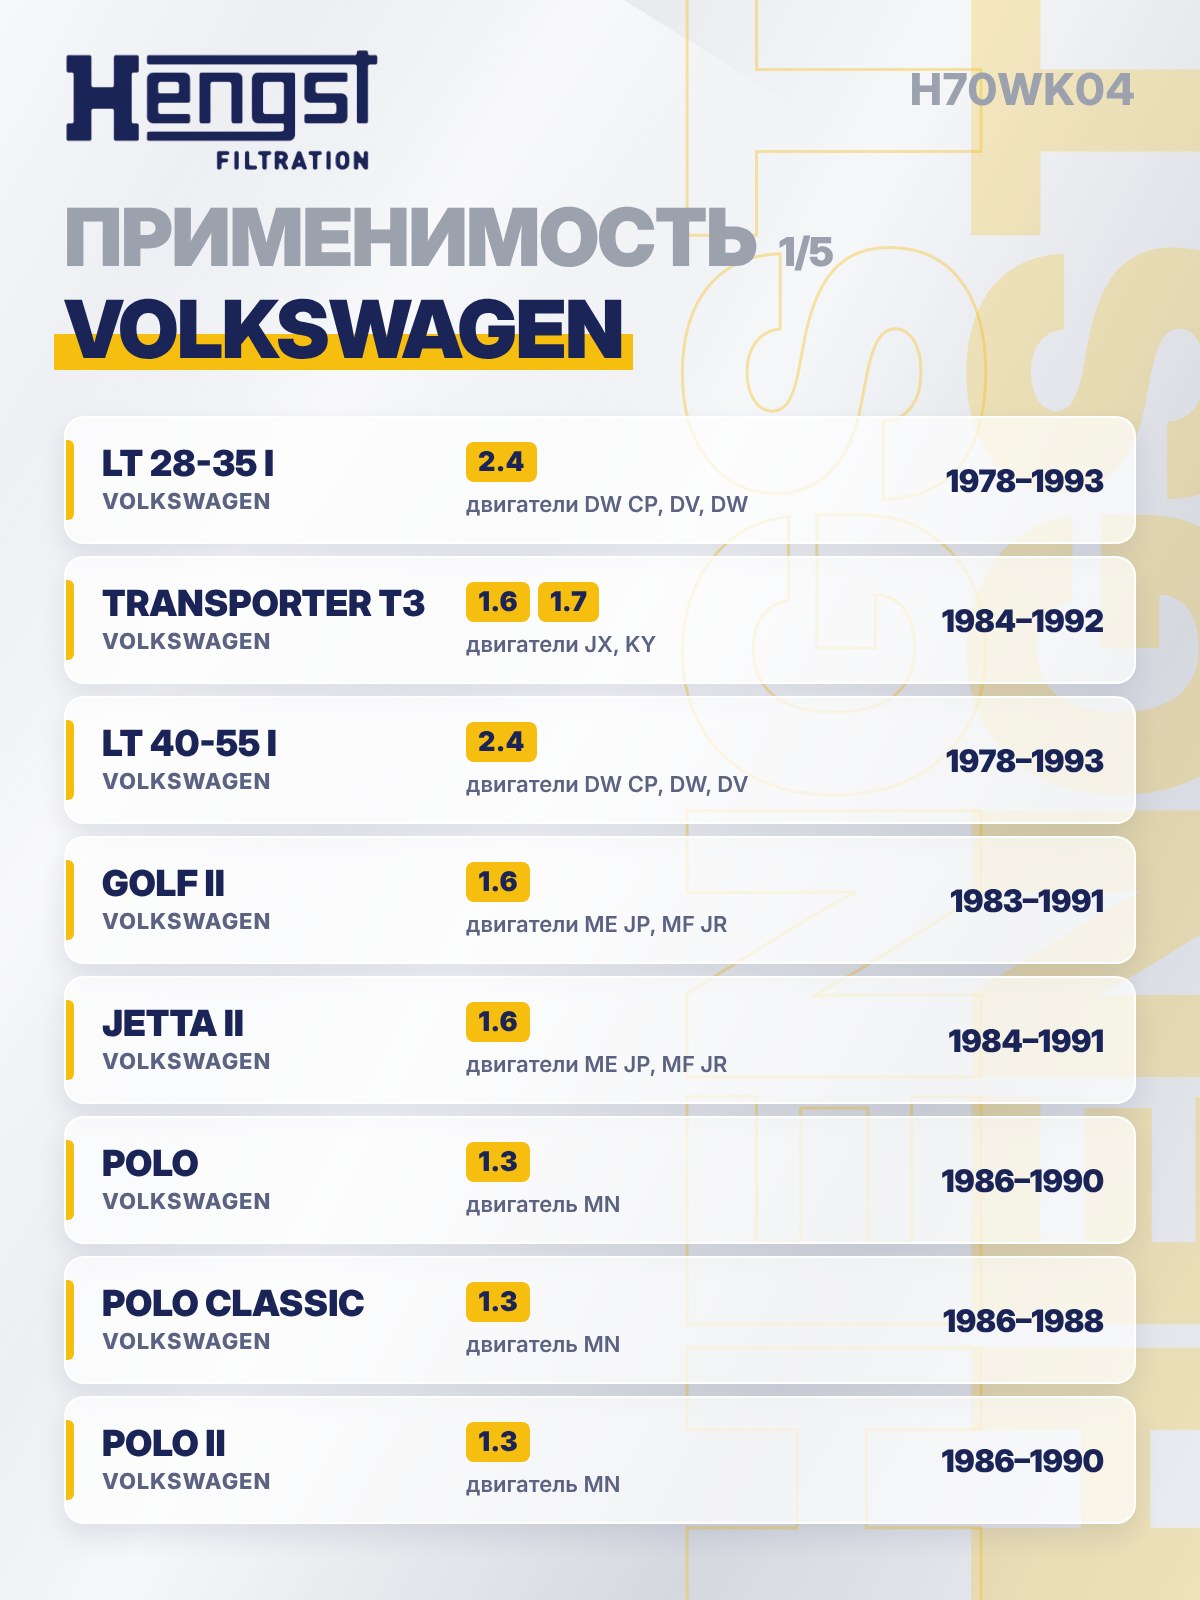 Hengst
FILTRATION
H70WK04
ПРИМЕНИМОСТЬ 1/5
VOLKSWAGEN
LT 28-35 I
VOLKSWAGEN
2.4
двигатели DW CP, DV, DW
1978–1993
TRANSPORTER T3
VOLKSWAGEN
1.6 1.7
двигатели JX, KY
1984–1992
LT 40-55 I
VOLKSWAGEN
2.4
двигатели DW CP, DW, DV
1978–1993
GOLF II
VOLKSWAGEN
1.6
двигатели ME JP, MF JR
1983–1991
JETTA II
VOLKSWAGEN
1.6
двигатели ME JP, MF JR
1984–1991
POLO
VOLKSWAGEN
1.3
двигатель MN
1986–1990
POLO CLASSIC
VOLKSWAGEN
1.3
двигатель MN
1986–1988
POLO II
VOLKSWAGEN
1.3
двигатель MN
1986–1990
HENGST
HENGST